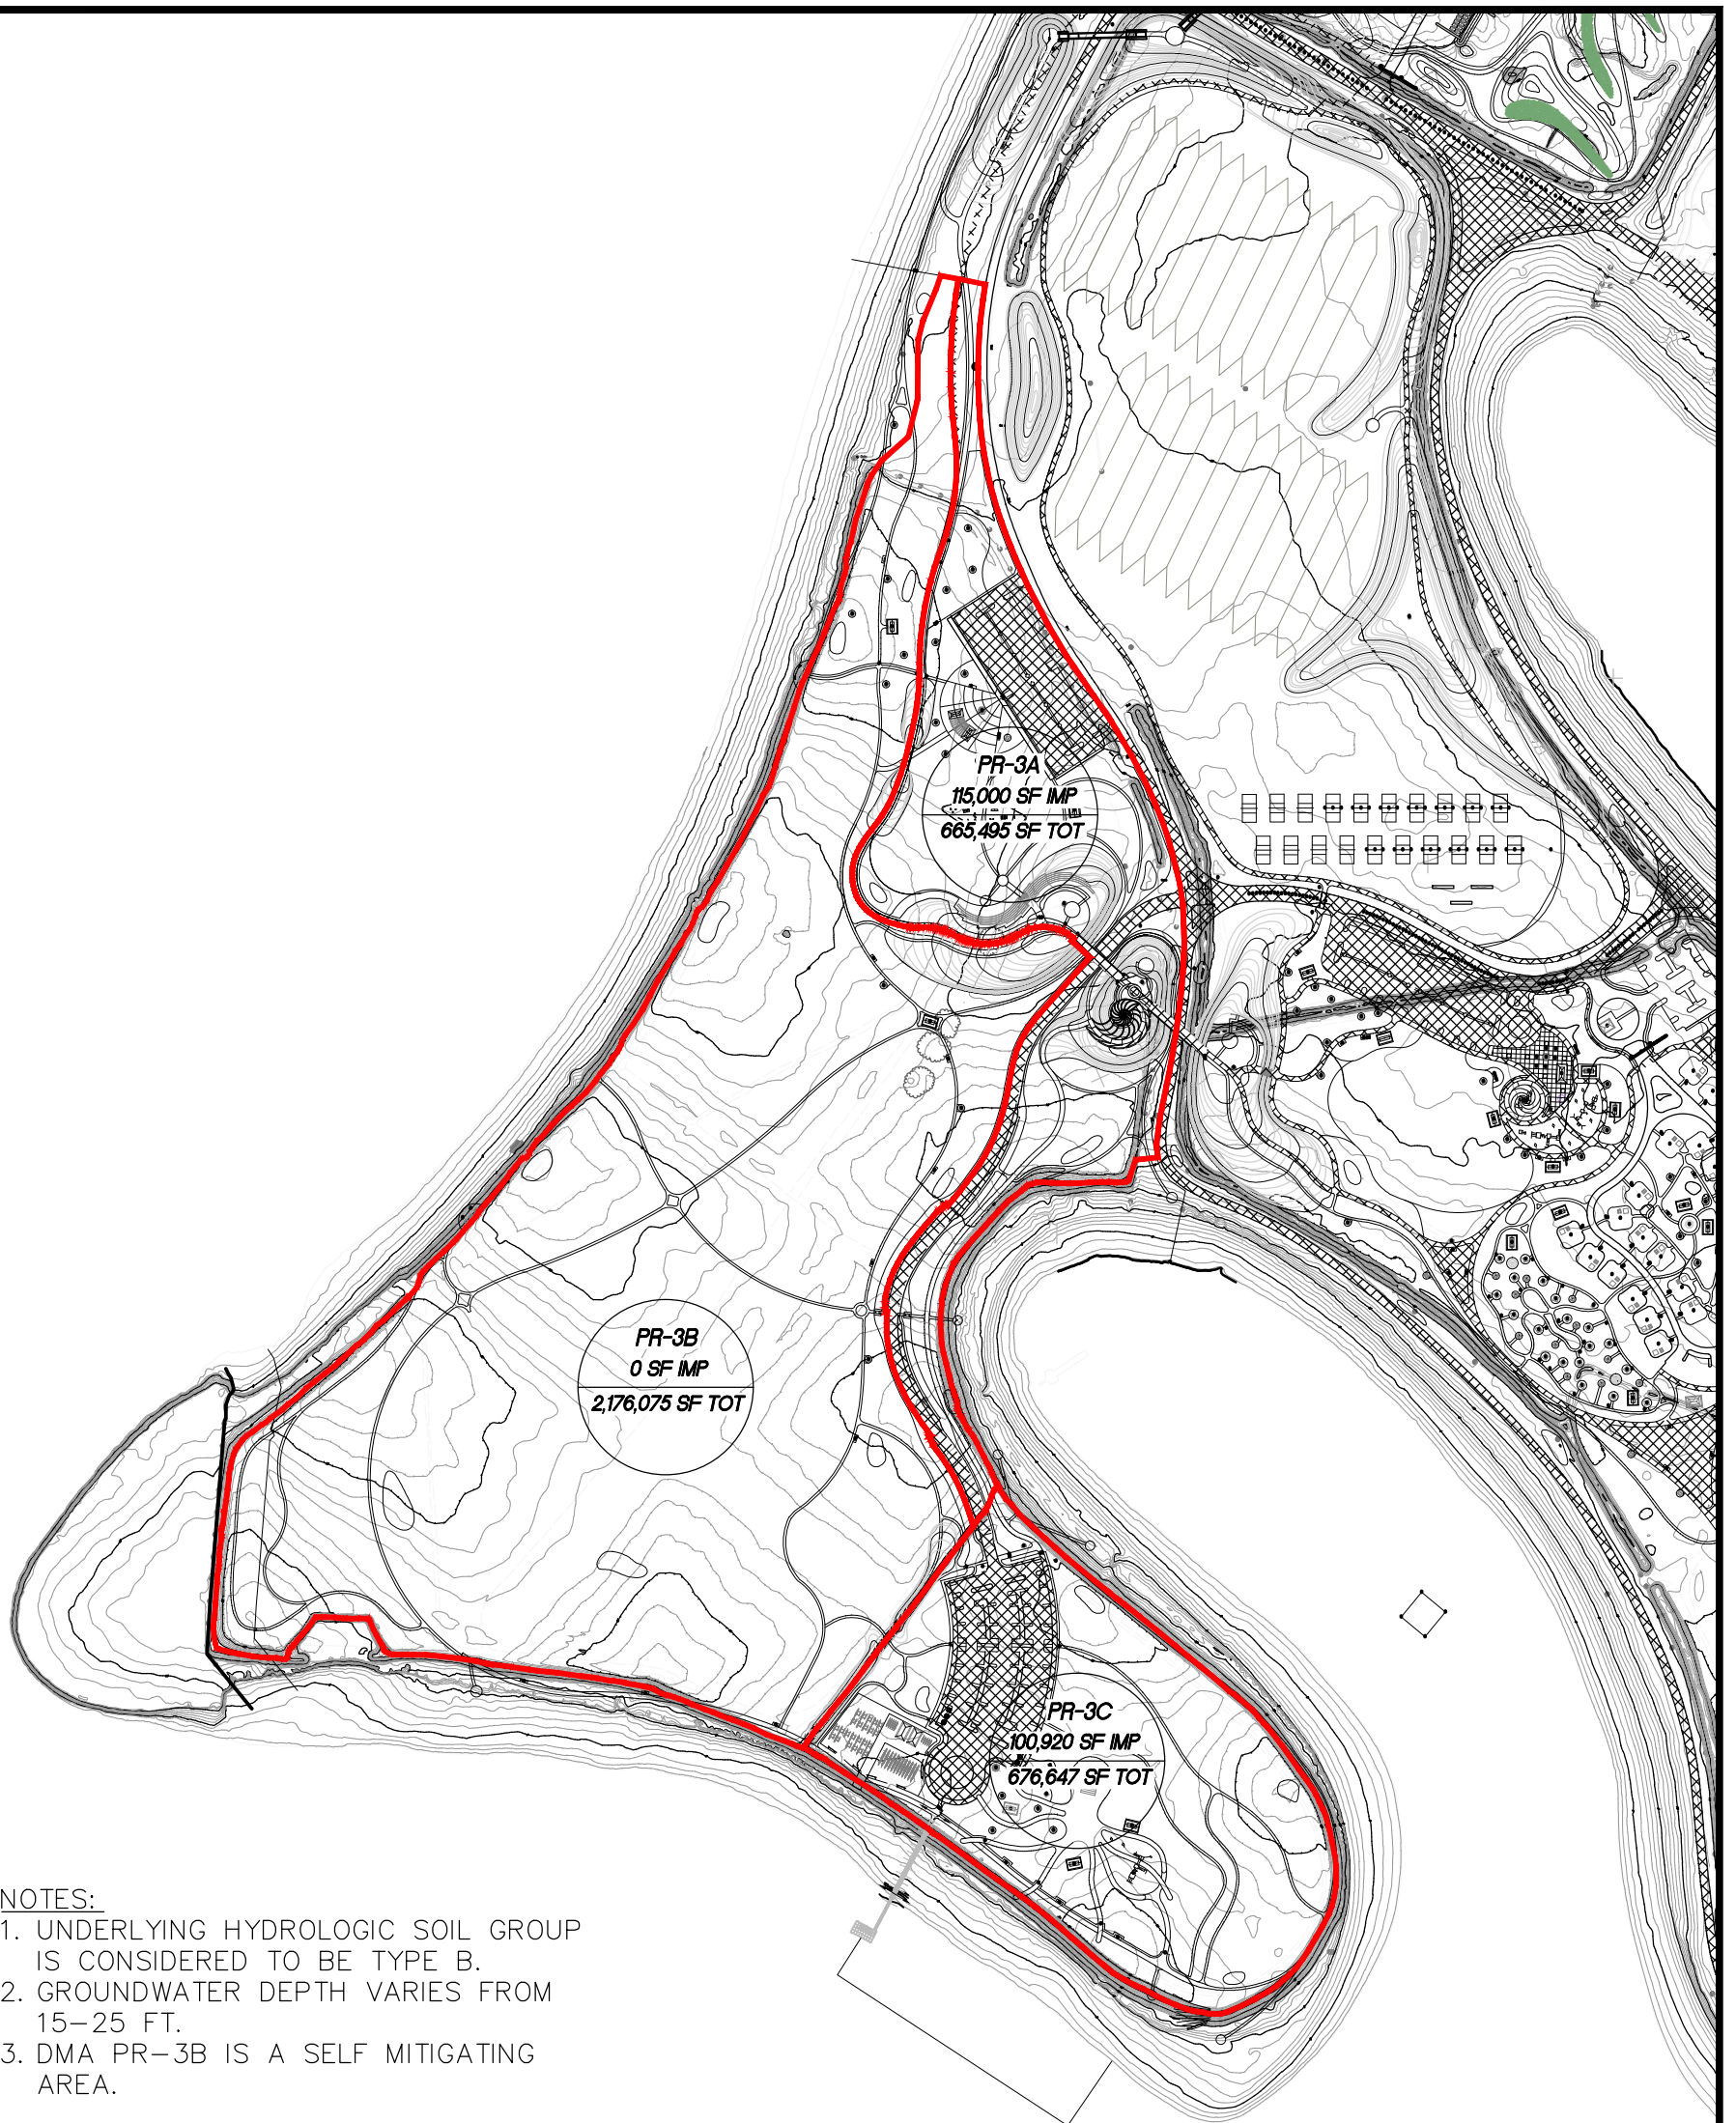 PR-3A
115,000 SF IMP
665,495 SF TOT
PR-3B
0 SF IMP
2,176,075 SF TOT
PR-3C
100,920 SF IMP
676,647 SF TOT
NOTES:
1. UNDERLYING HYDROLOGIC SOIL GROUP
IS CONSIDERED TO BE TYPE B.
2. GROUNDWATER DEPTH VARIES FROM
15-25 FT.
3. DMA PR-3B IS A SELF MITIGATING
AREA.